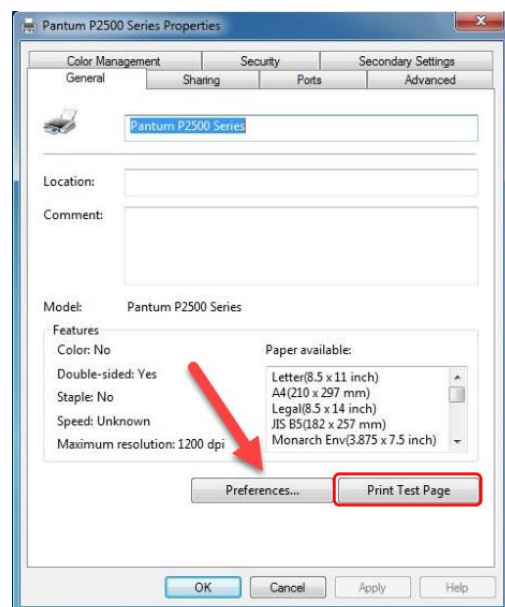 Pantum P2500 Series Properties
Color Management Security Secondary Settings
General Sharing Ports Advanced
Pantum P2500 Series
Location:
Comment:
Model: Pantum P2500 Series
Features
Color: No
Double-sided: Yes
Staple: No
Speed: Unknown
Maximum resolution: 1200 dpi
Paper available:
Letter(8.5 x 11 inch)
A4(210 x 297 mm)
Legal(8.5 x 14 inch)
JIS B5(182 x 257 mm)
Monarch Env(3.875 x 7.5 inch)
Preferences... Print Test Page
OK Cancel Apply Help